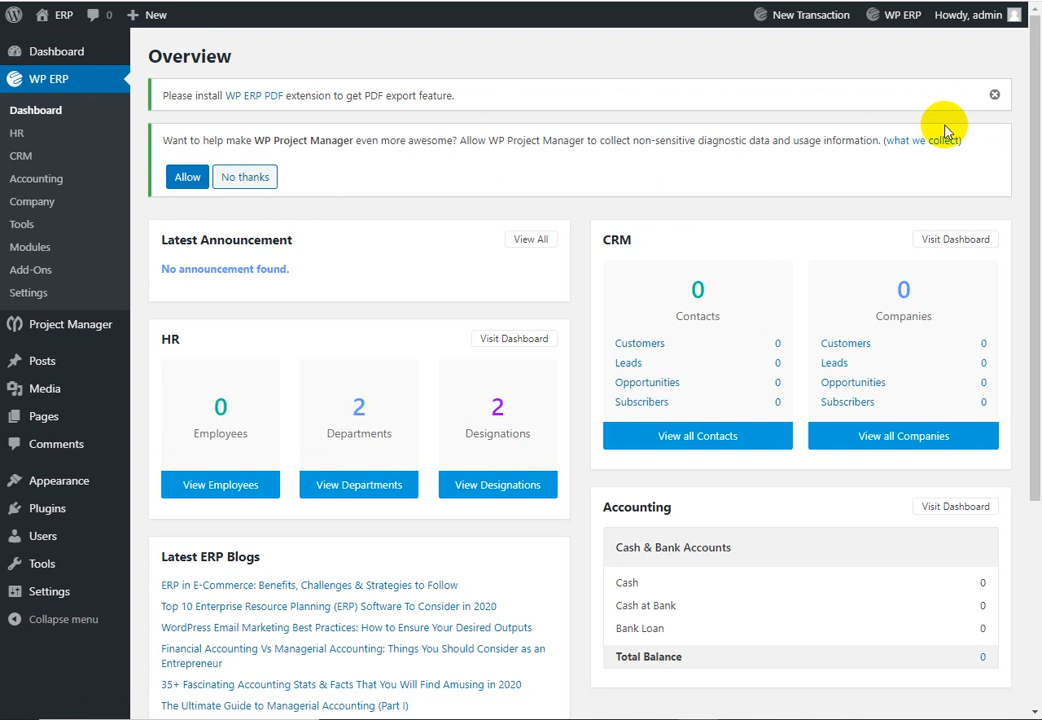 ERP 0 New New Transaction WP ERP Howdy, admin
Dashboard
WP ERP
Dashboard
HR
CRM
Accounting
Company
Tools
Modules
Add-Ons
Settings
Project Manager
Posts
Media
Pages
Comments
Appearance
Plugins
Users
Tools
Settings
Collapse menu
Overview
Please install WP ERP PDF extension to get PDF export feature.
Want to help make WP Project Manager even more awesome? Allow WP Project Manager to collect non-sensitive diagnostic data and usage information. (what we collect)
Allow No thanks
Latest Announcement View All
No announcement found.
HR Visit Dashboard
0 2 2
Employees Departments Designations
View Employees View Departments View Designations
Latest ERP Blogs
ERP in E-Commerce: Benefits, Challenges & Strategies to Follow
Top 10 Enterprise Resource Planning (ERP) Software To Consider in 2020
WordPress Email Marketing Best Practices: How to Ensure Your Desired Outputs
Financial Accounting Vs Managerial Accounting: Things You Should Consider as an
Entrepreneur
35+ Fascinating Accounting Stats & Facts That You Will Find Amusing in 2020
The Ultimate Guide to Managerial Accounting (Part I)
CRM Visit Dashboard
0 0
Contacts Companies
Customers 0 Customers 0
Leads 0 Leads 0
Opportunities 0 Opportunities 0
Subscribers 0 Subscribers 0
View all Contacts View all Companies
Accounting Visit Dashboard
Cash & Bank Accounts
Cash 0
Cash at Bank 0
Bank Loan 0
Total Balance 0